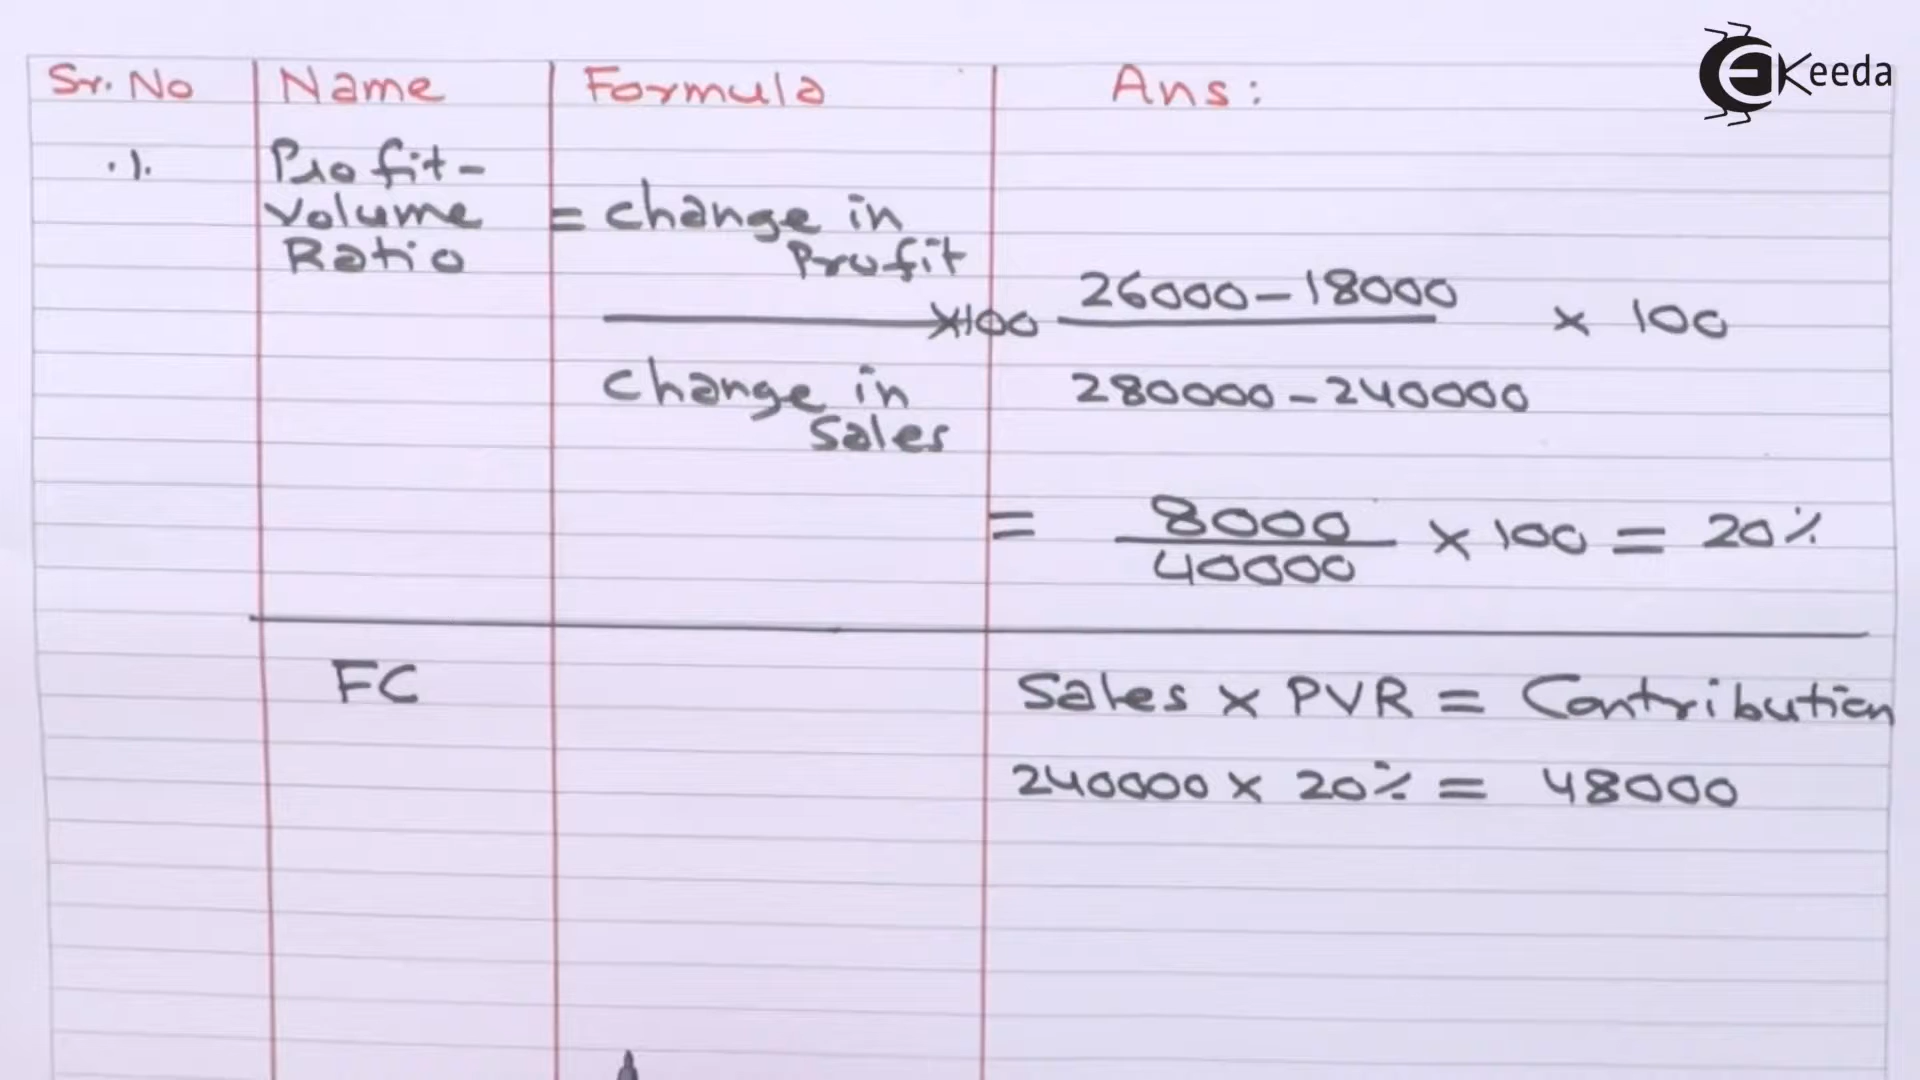 Sr. No Name Formula Ans:
EKeeda
.1. Profit-
Volume = Change in
Ratio Profit
26000 - 18000
×100 × 100
Change in 280000 - 240000
Sales
= 8000 × 100 = 20%
40000
FC Sales × PVR = Contribution
240000 × 20% = 48000